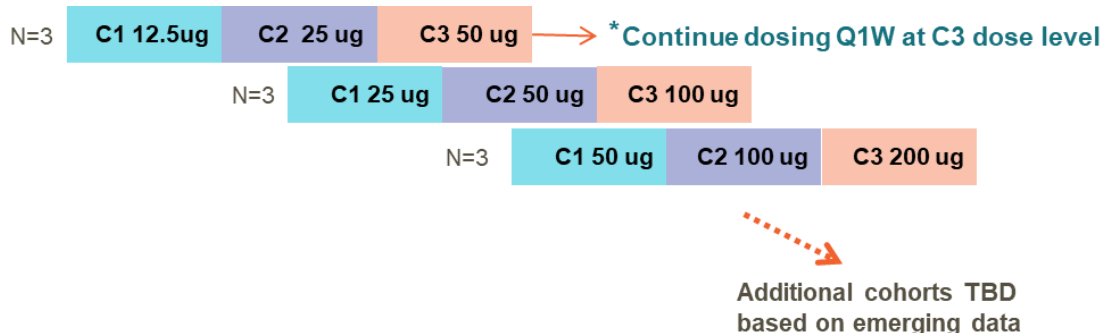 N=3 C1 12.5ug C2 25 ug C3 50 ug *Continue dosing Q1W at C3 dose level
N=3 C1 25 ug C2 50 ug C3 100 ug
N=3 C1 50 ug C2 100 ug C3 200 ug
Additional cohorts TBD
based on emerging data